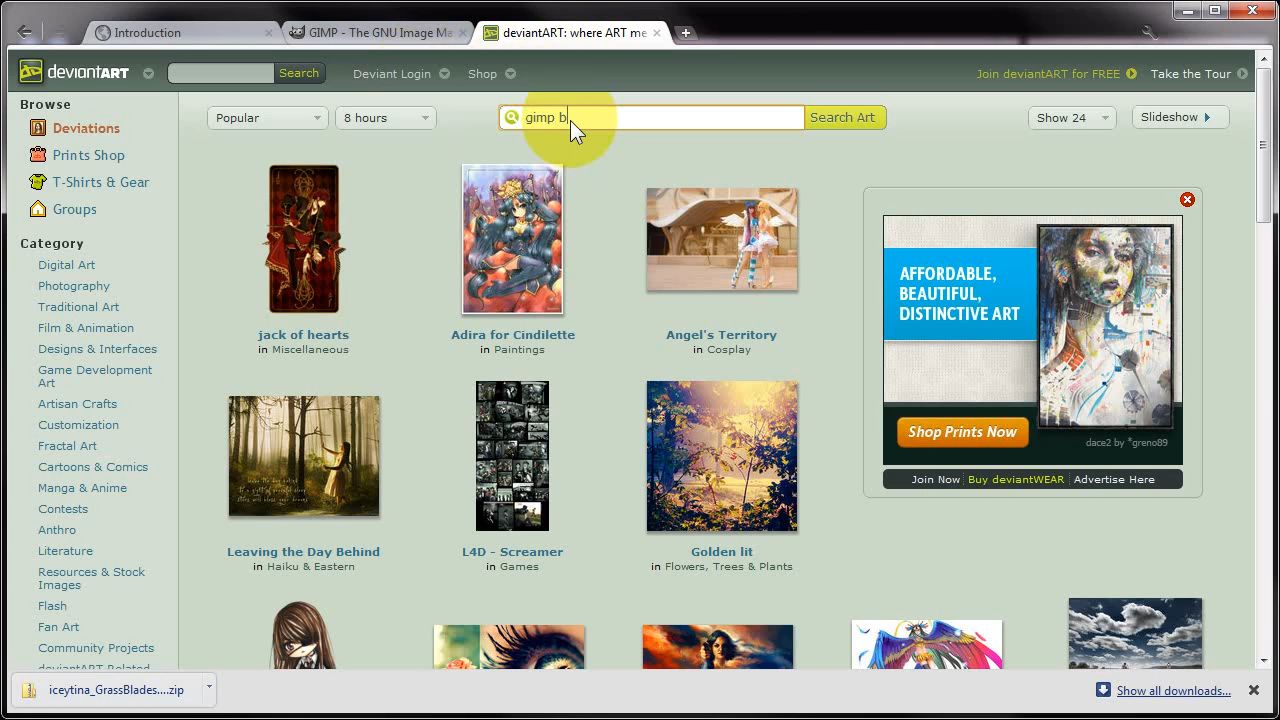 Introduction
GIMP - The GNU Image Ma
deviantART: where ART me
deviantART
Search
Deviant Login
Shop
Join deviantART for FREE
Take the Tour
Browse
Deviations
Prints Shop
T-Shirts & Gear
Groups
Popular
8 hours
gimp b
Search Art
Show 24
Slideshow
Category
Digital Art
Photography
Traditional Art
Film & Animation
Designs & Interfaces
Game Development
Art
Artisan Crafts
Customization
Fractal Art
Cartoons & Comics
Manga & Anime
Contests
Anthro
Literature
Resources & Stock
Images
Flash
Fan Art
Community Projects
deviantART Related
jack of hearts
in Miscellaneous
Adira for Cindilette
in Paintings
Angel's Territory
in Cosplay
Leaving the Day Behind
in Haiku & Eastern
L4D - Screamer
in Games
Golden lit
in Flowers, Trees & Plants
AFFORDABLE,
BEAUTIFUL,
DISTINCTIVE ART
Shop Prints Now
dace2 by *greno89
Join Now
Buy deviantWEAR
Advertise Here
iceytina_GrassBlades....zip
Show all downloads...